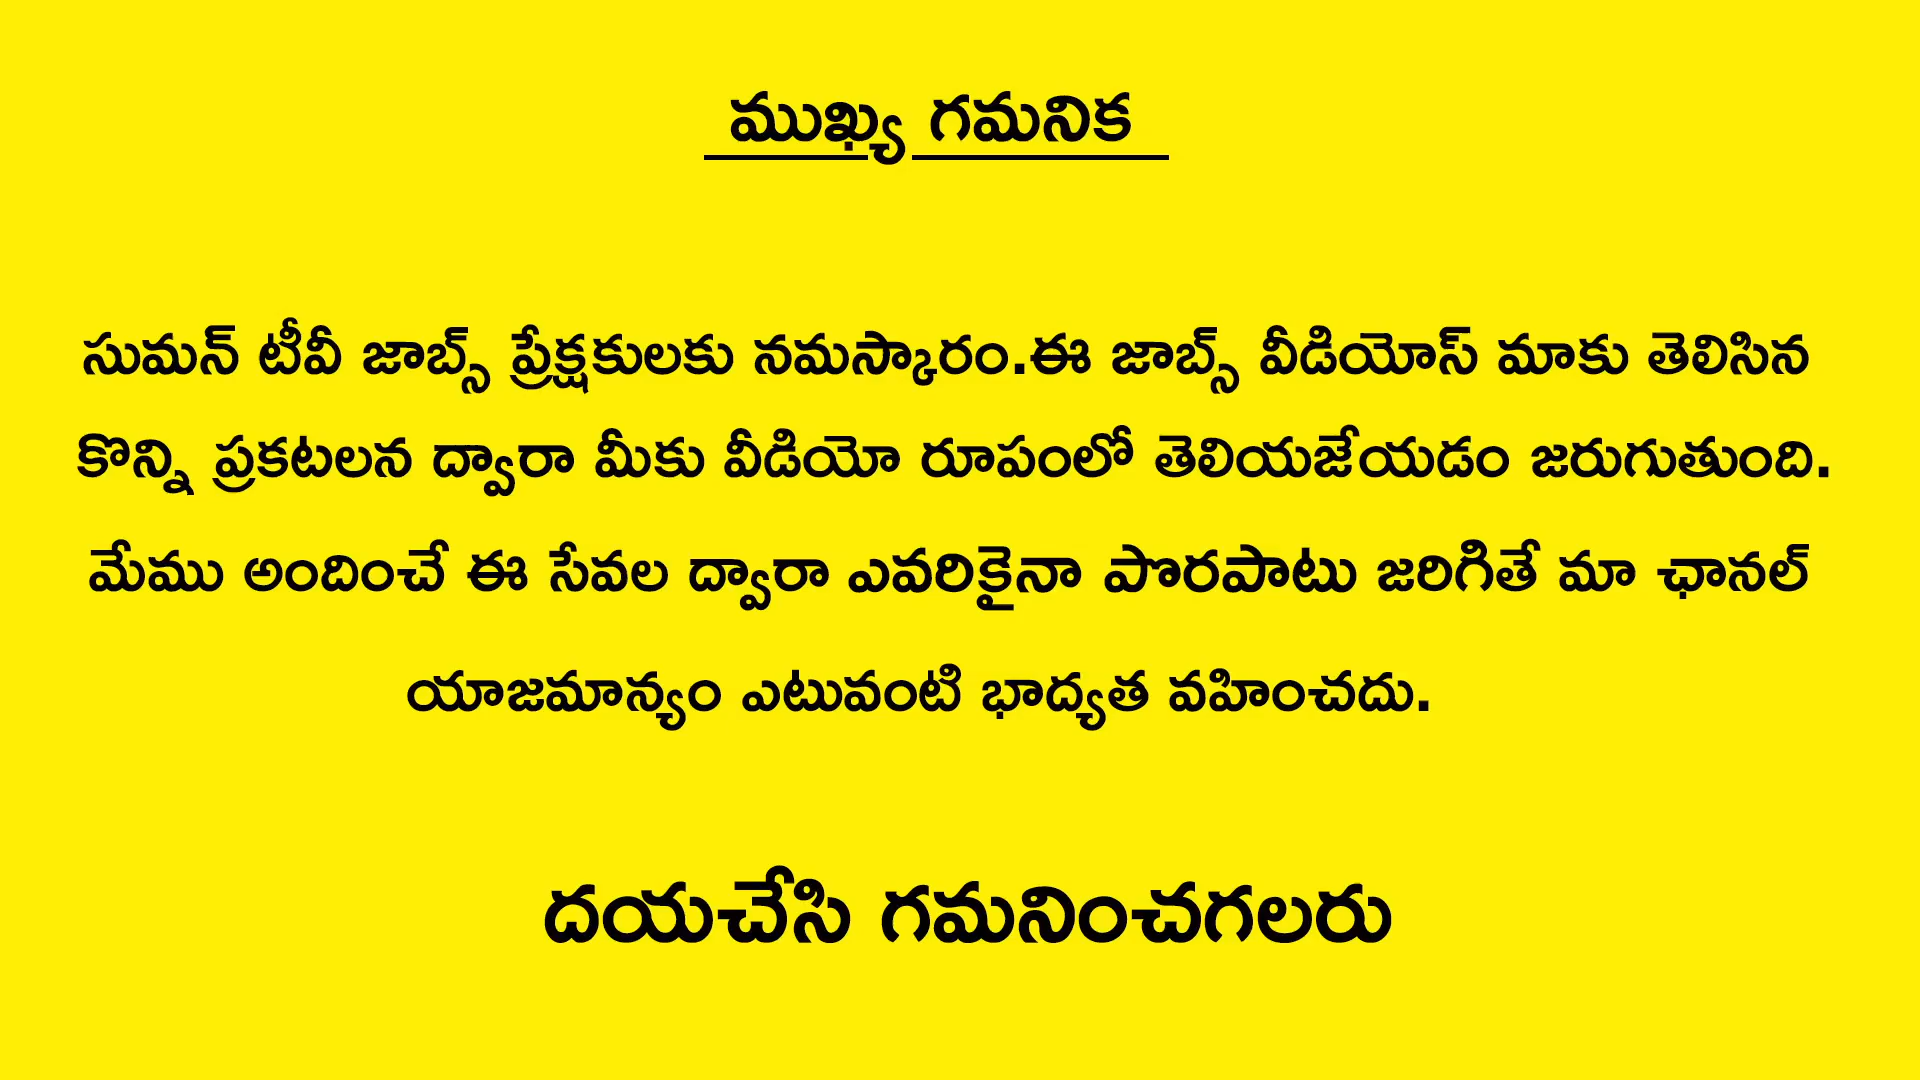 ముఖ్య గమనిక
సుమన్ టీవీ జాబ్స్ ప్రేక్షకులకు నమస్కారం.ఈ జాబ్స్ వీడియోస్ మాకు తెలిసిన
కొన్ని ప్రకటలన ద్వారా మీకు వీడియో రూపంలో తెలియజేయడం జరుగుతుంది.
మేము అందించే ఈ సేవల ద్వారా ఎవరికైనా పొరపాటు జరిగితే మా ఛానల్
యాజమాన్యం ఎటువంటి భాద్యత వహించదు.
దయచేసి గమనించగలరు